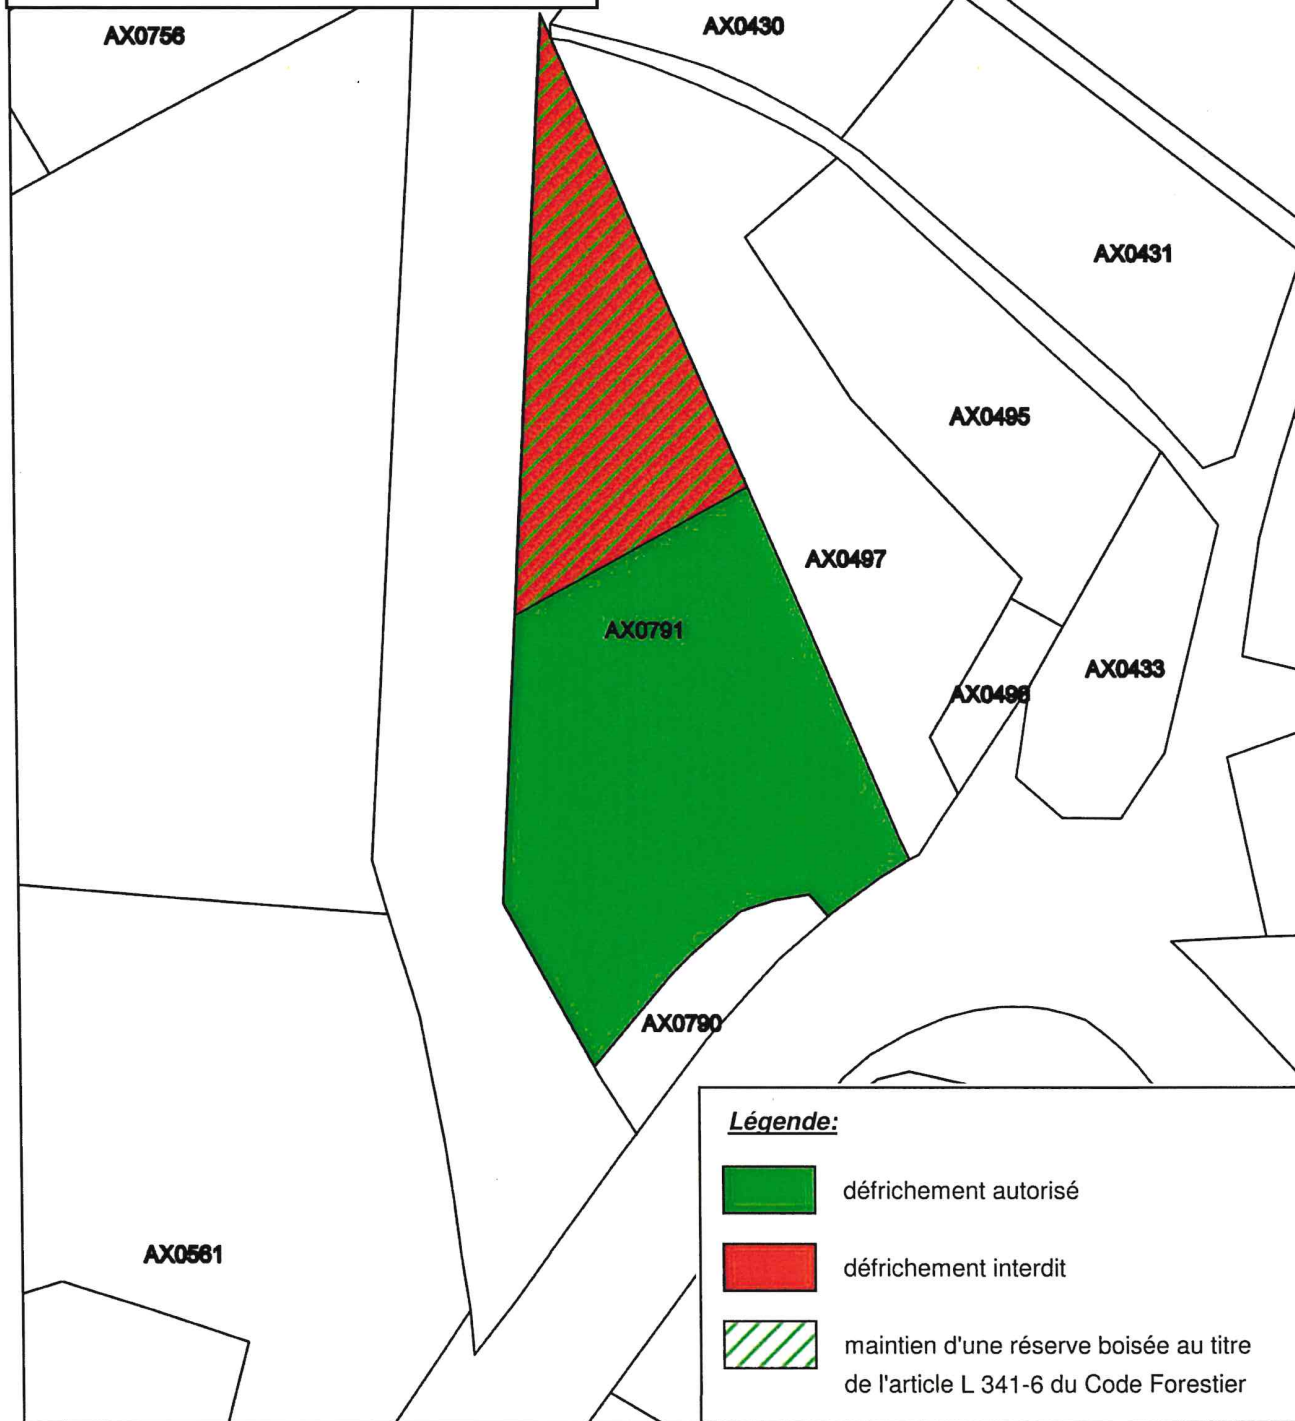 AX0756
AX0430
AX0431
AX0495
AX0497
AX0791
AX0433
AX0790
AX0561
Légende:
défrichement autorisé
défrichement interdit
maintien d'une réserve boisée au titre
de l'article L 341-6 du Code Forestier